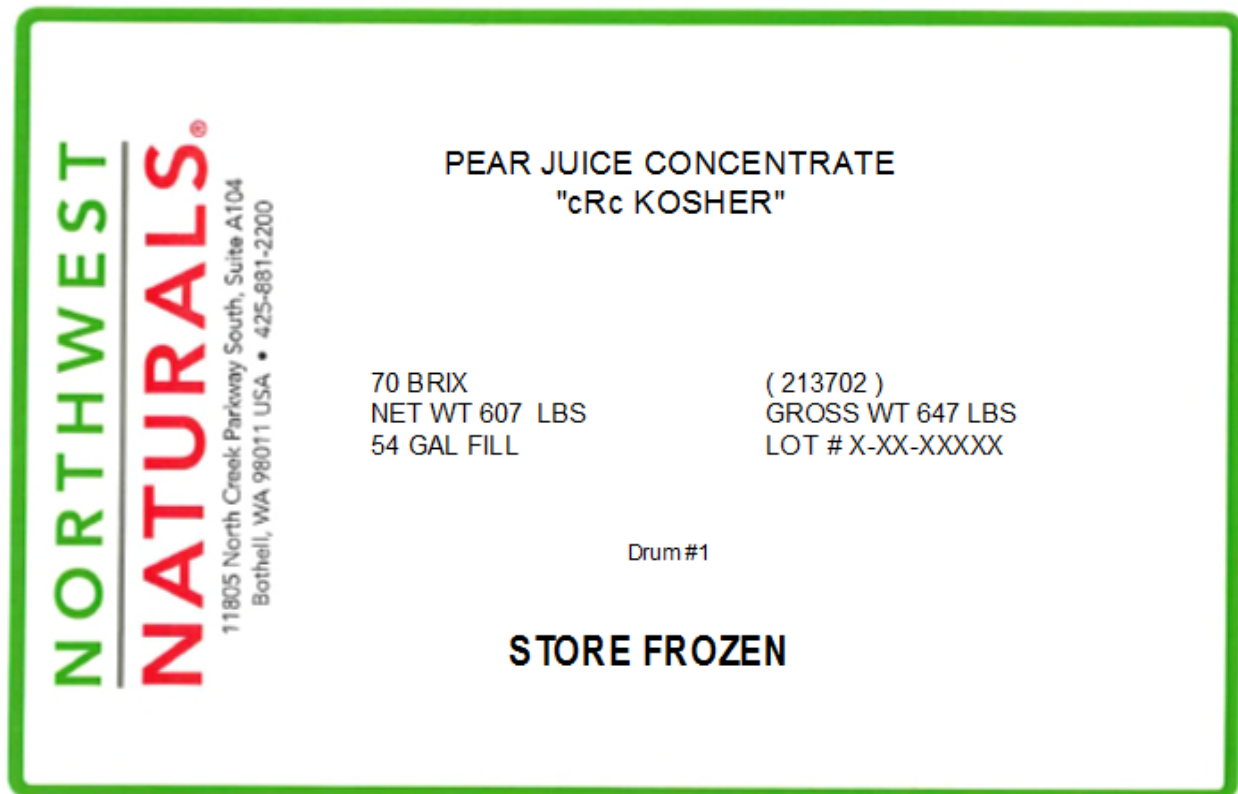 NORTHWEST
NATURALS®
11805 North Creek Parkway South, Suite A104
Bothell, WA 98011 USA • 425-881-2200
PEAR JUICE CONCENTRATE
"cRc KOSHER"
70 BRIX
NET WT 607 LBS
54 GAL FILL
( 213702 )
GROSS WT 647 LBS
LOT # X-XX-XXXXX
Drum #1
STORE FROZEN